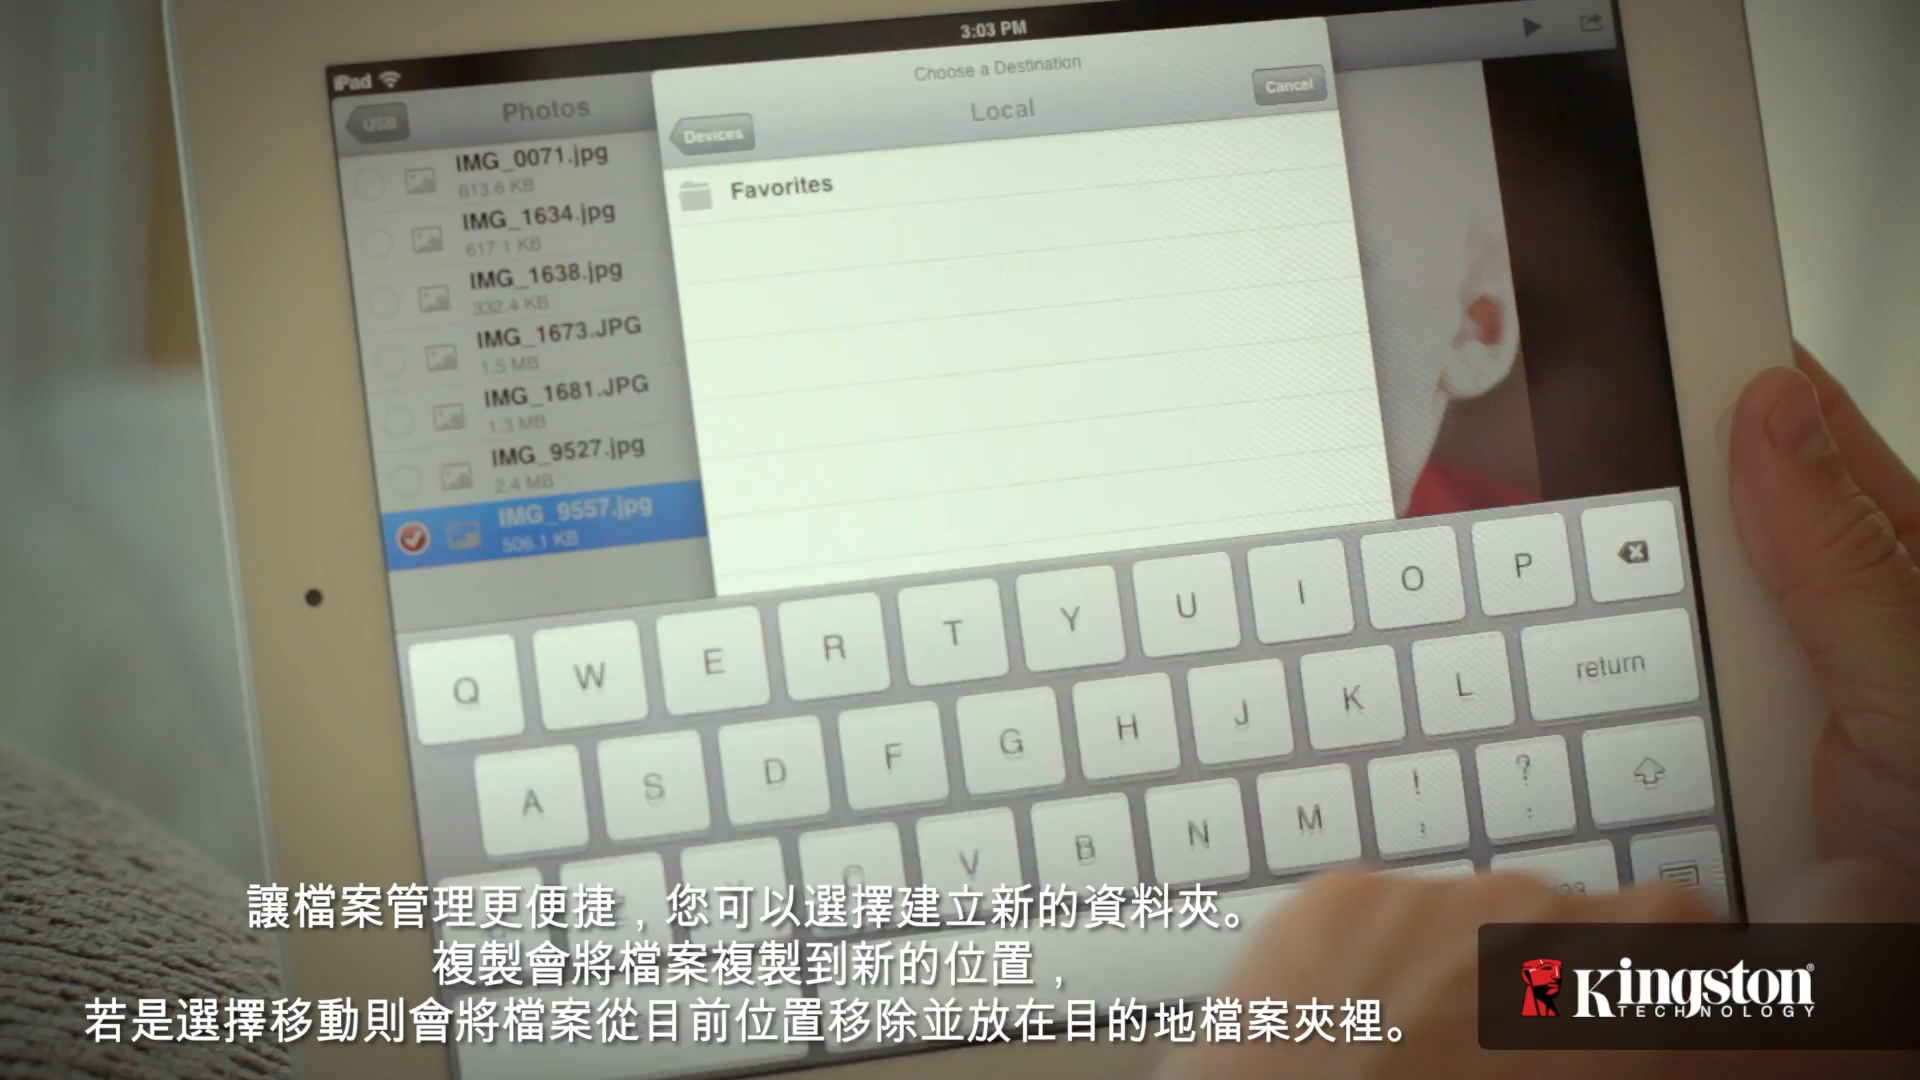 3:03 PM
iPad
Choose a Destination
USB
Photos
Devices
Local
Cancel
IMG_0071.jpg
613.6 KB
IMG_1634.jpg
617.1 KB
IMG_1638.jpg
332.4 KB
IMG_1673.JPG
1.5 MB
IMG_1681.JPG
1.3 MB
IMG_9527.jpg
2.4 MB
IMG_9557.jpg
506.1 KB
Favorites
Q W E R T Y U I O P
A S D F G H J K L return
V B N M ! , ? .
讓檔案管理更便捷，您可以選擇建立新的資料夾。
複製會將檔案複製到新的位置，
若是選擇移動則會將檔案從目前位置移除並放在目的地檔案夾裡。
Kingston®
TECHNOLOGY